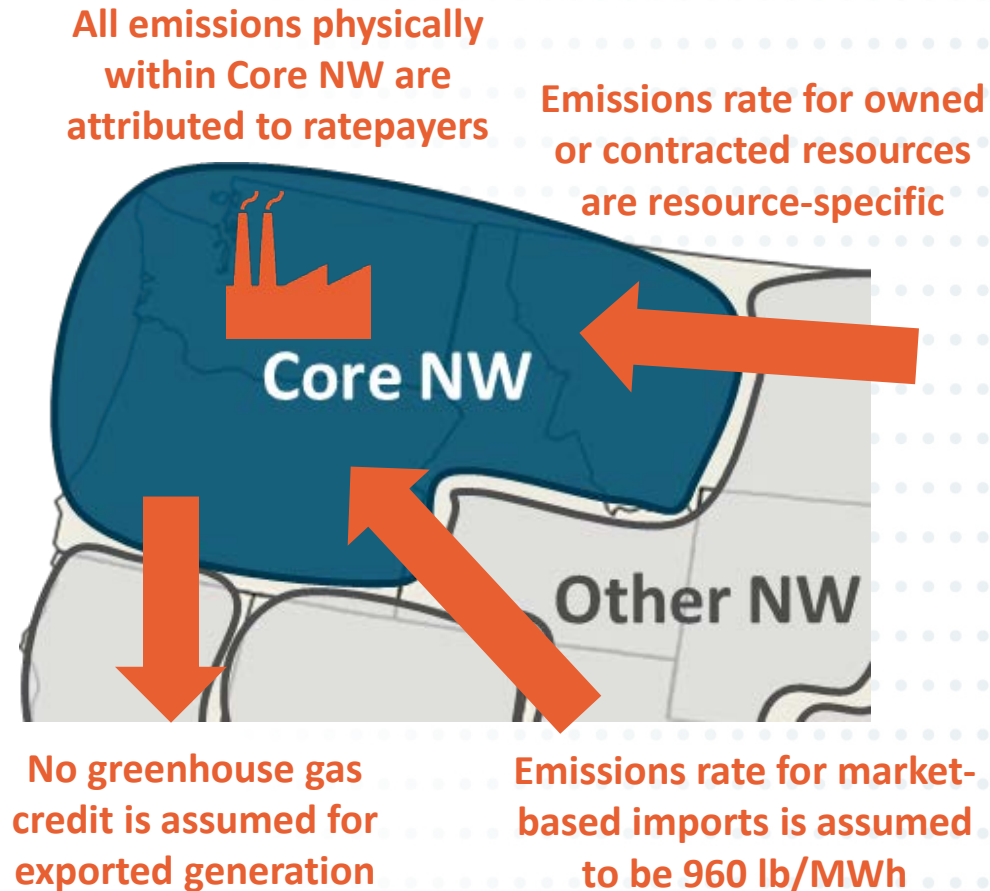 All emissions physically
within Core NW are
attributed to ratepayers
Emissions rate for owned
or contracted resources
are resource-specific
Core NW
Other NW
No greenhouse gas
credit is assumed for
exported generation
Emissions rate for market-
based imports is assumed
to be 960 lb/MWh